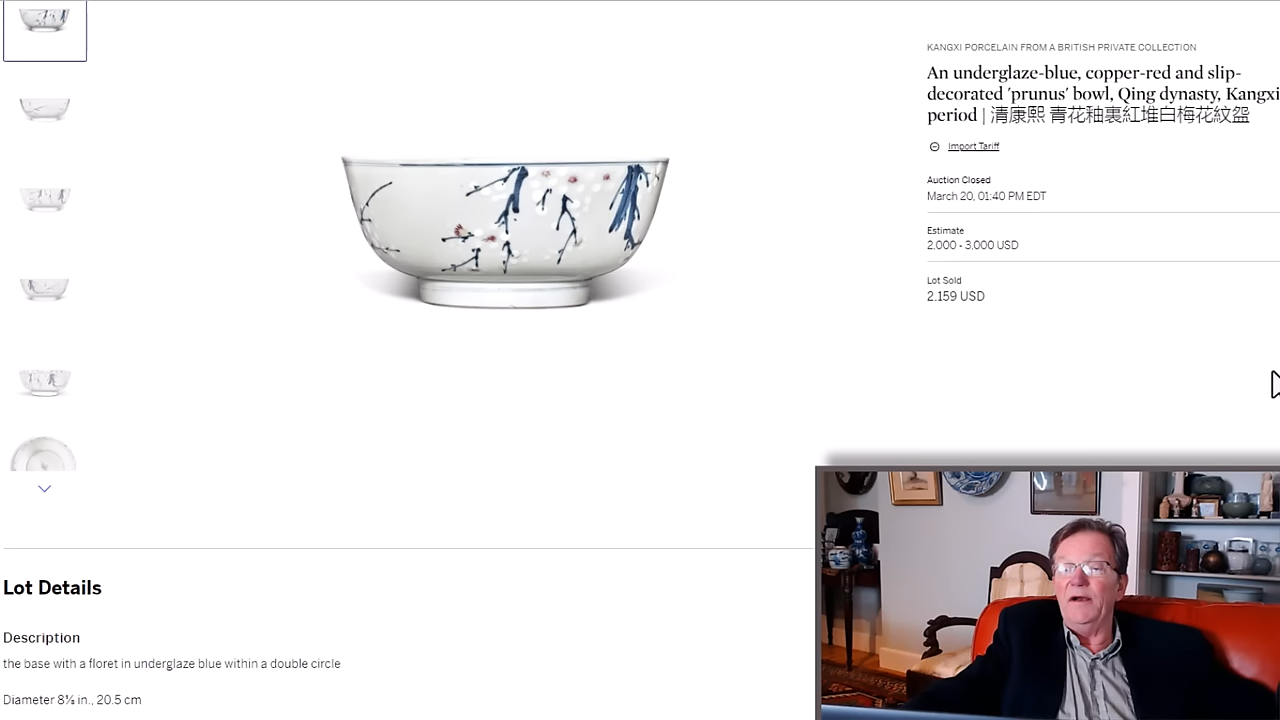 KANGXI PORCELAIN FROM A BRITISH PRIVATE COLLECTION
An underglaze-blue, copper-red and slip-
decorated 'prunus' bowl, Qing dynasty, Kangxi
period | 清康熙 青花釉裏紅堆白梅花紋盌
Import Tariff
Auction Closed
March 20, 01:40 PM EDT
Estimate
2,000 - 3,000 USD
Lot Sold
2,159 USD
Lot Details
Description
the base with a floret in underglaze blue within a double circle
Diameter 8⅛ in., 20.5 cm